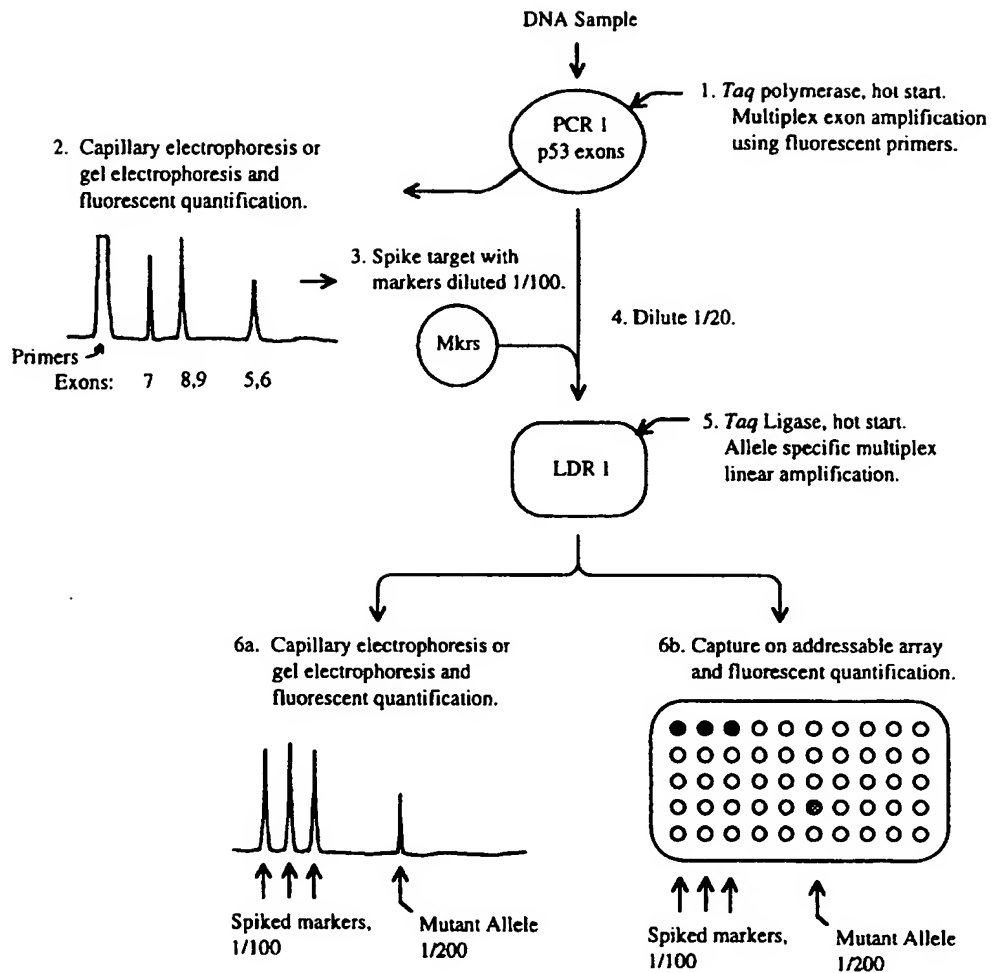 DNA Sample
PCR 1
p53 exons
1. Taq polymerase, hot start.
Multiplex exon amplification
using fluorescent primers.
2. Capillary electrophoresis or
gel electrophoresis and
fluorescent quantification.
3. Spike target with
markers diluted 1/100.
Mkrs
4. Dilute 1/20.
Primers
Exons: 7 8,9 5,6
LDR 1
5. Taq Ligase, hot start.
Allele specific multiplex
linear amplification.
6a. Capillary electrophoresis or
gel electrophoresis and
fluorescent quantification.
6b. Capture on addressable array
and fluorescent quantification.
Spiked markers,
1/100
Mutant Allele
1/200
Spiked markers,
1/100
Mutant Allele
1/200